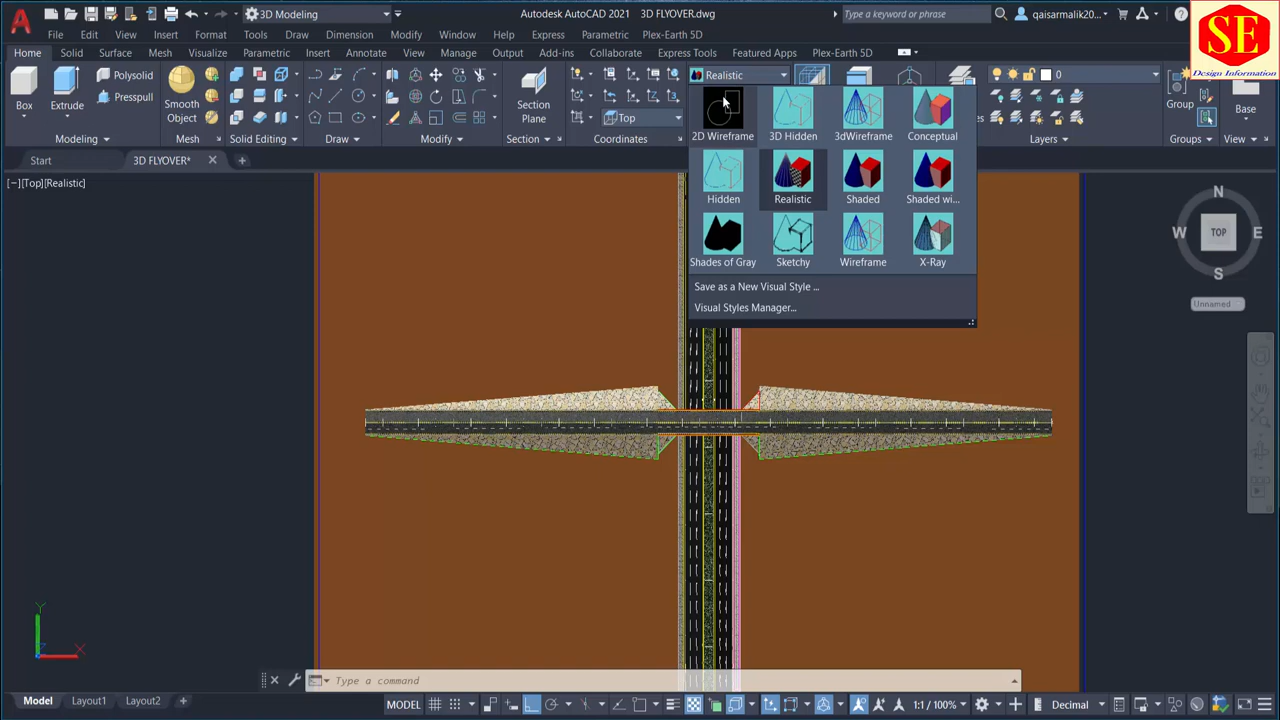 3D Modeling
Autodesk AutoCAD 2021 3D FLYOVER.dwg
Type a keyword or phrase
qaisarmalik20...
SE
Design Information
File Edit View Insert Format Tools Draw Dimension Modify Window Help Express Parametric Plex-Earth 5D
Home Solid Surface Mesh Visualize Parametric Insert Annotate View Manage Output Add-ins Collaborate Express Tools Featured Apps Plex-Earth 5D
Box
Extrude
Polysolid
Presspull
Smooth
Object
Section
Plane
Top
Realistic
0
Group
Base
Modeling
Mesh
Draw
Modify
Section
Coordinates
Layers
Groups
View
2D Wireframe 3D Hidden 3dWireframe Conceptual
Hidden Realistic Shaded Shaded wi...
Shades of Gray Sketchy Wireframe X-Ray
Save as a New Visual Style ...
Visual Styles Manager...
Start
3D FLYOVER*
[−][Top][Realistic]
N
W TOP E
S
Unnamed
Y
X
Type a command
Model Layout1 Layout2
MODEL
1:1 / 100%
Decimal